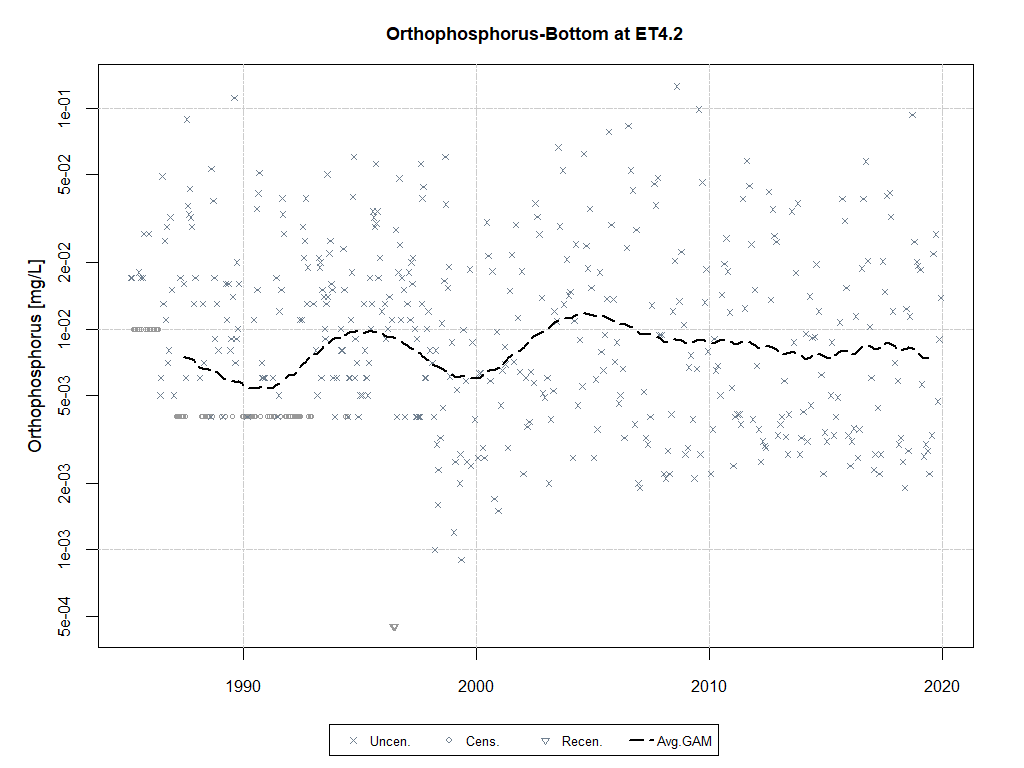 Orthophosphorus-Bottom at ET4.2
Orthophosphorus [mg/L]
1e-01
5e-02
2e-02
1e-02
5e-03
2e-03
1e-03
5e-04
1990 2000 2010 2020
Uncen. Cens. Recen. Avg.GAM